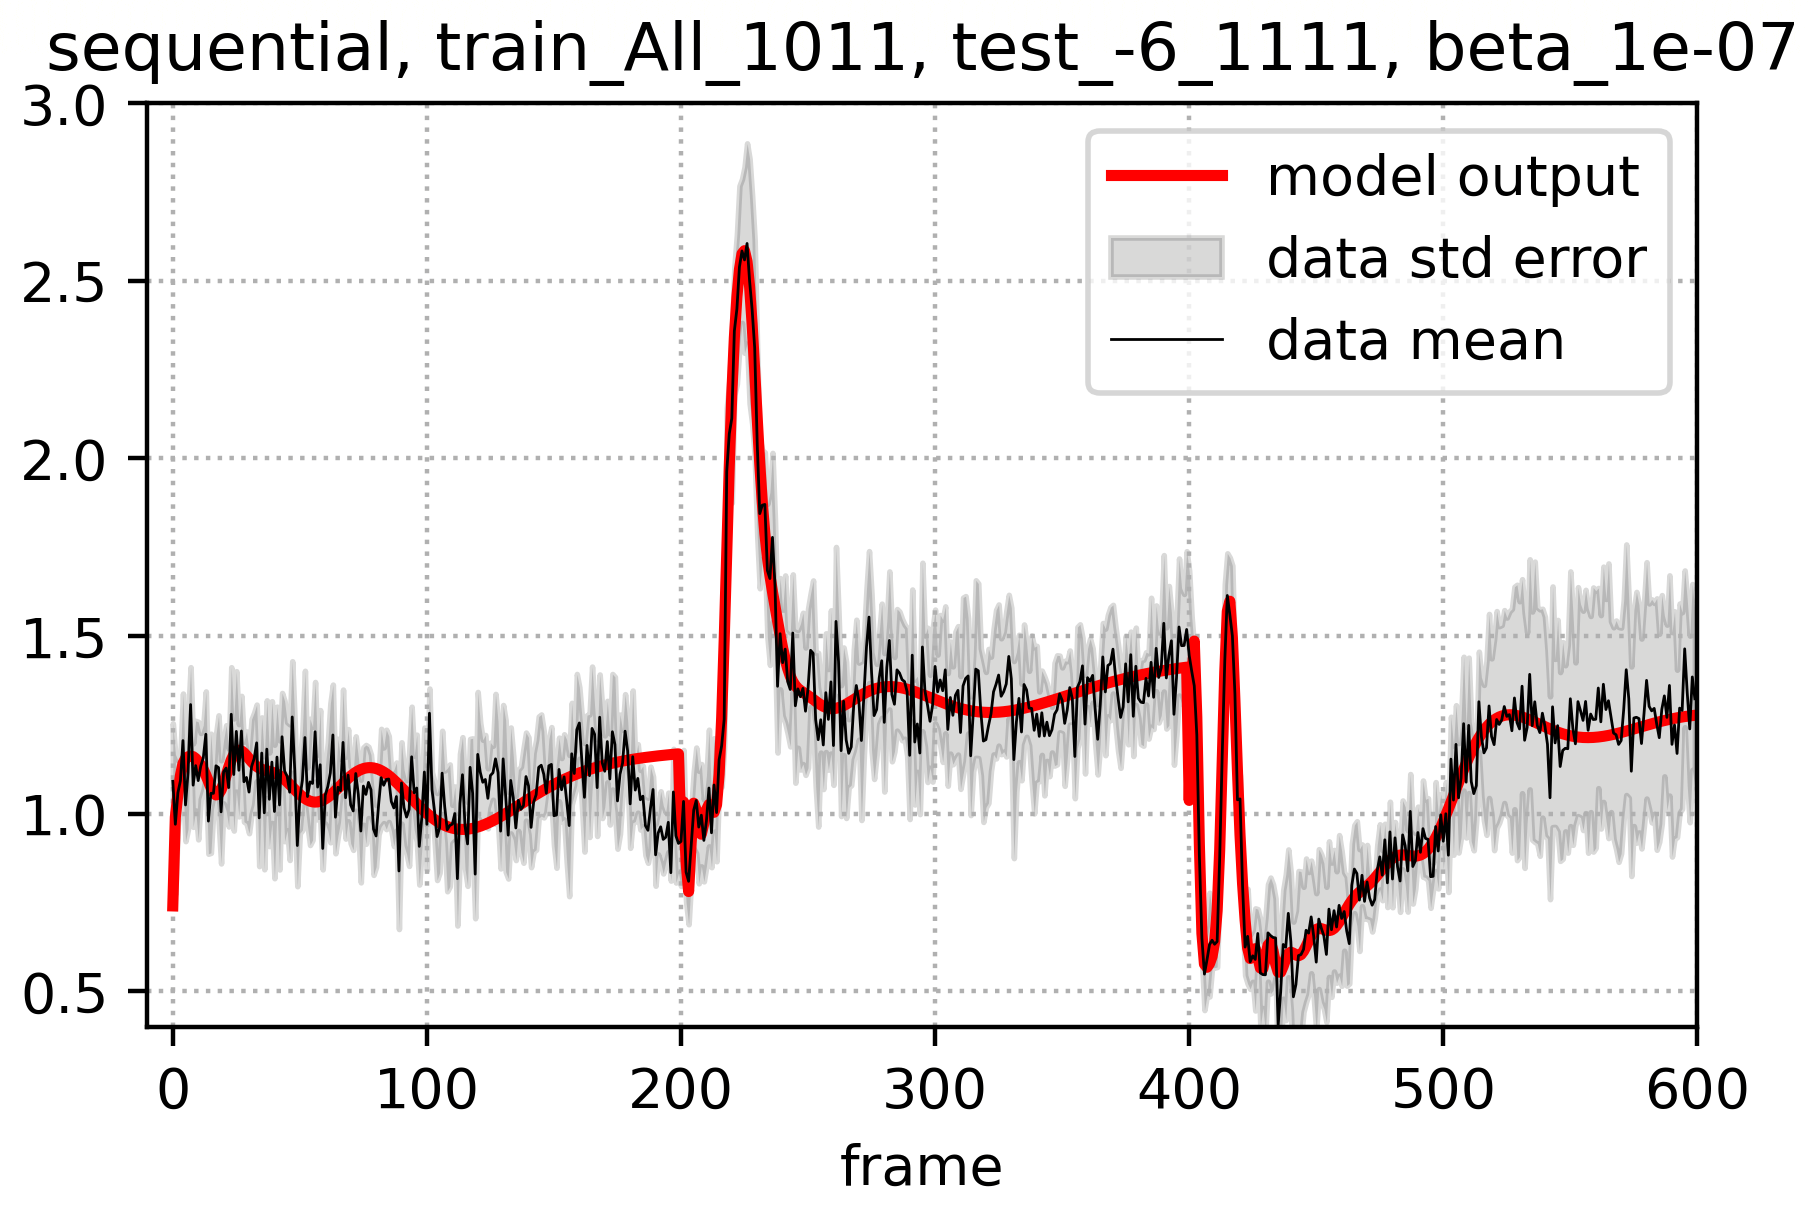 sequential, train_All_1011, test_-6_1111, beta_1e-07
3.0
2.5
2.0
1.5
1.0
0.5
model output
data std error
data mean
0 100 200 300 400 500 600
frame